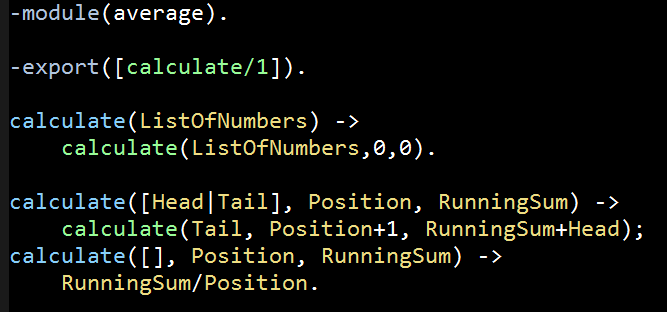 -module(average).
-export([calculate/1]).
calculate(ListOfNumbers) ->
    calculate(ListOfNumbers,0,0).
calculate([Head|Tail], Position, RunningSum) ->
    calculate(Tail, Position+1, RunningSum+Head);
calculate([], Position, RunningSum) ->
    RunningSum/Position.